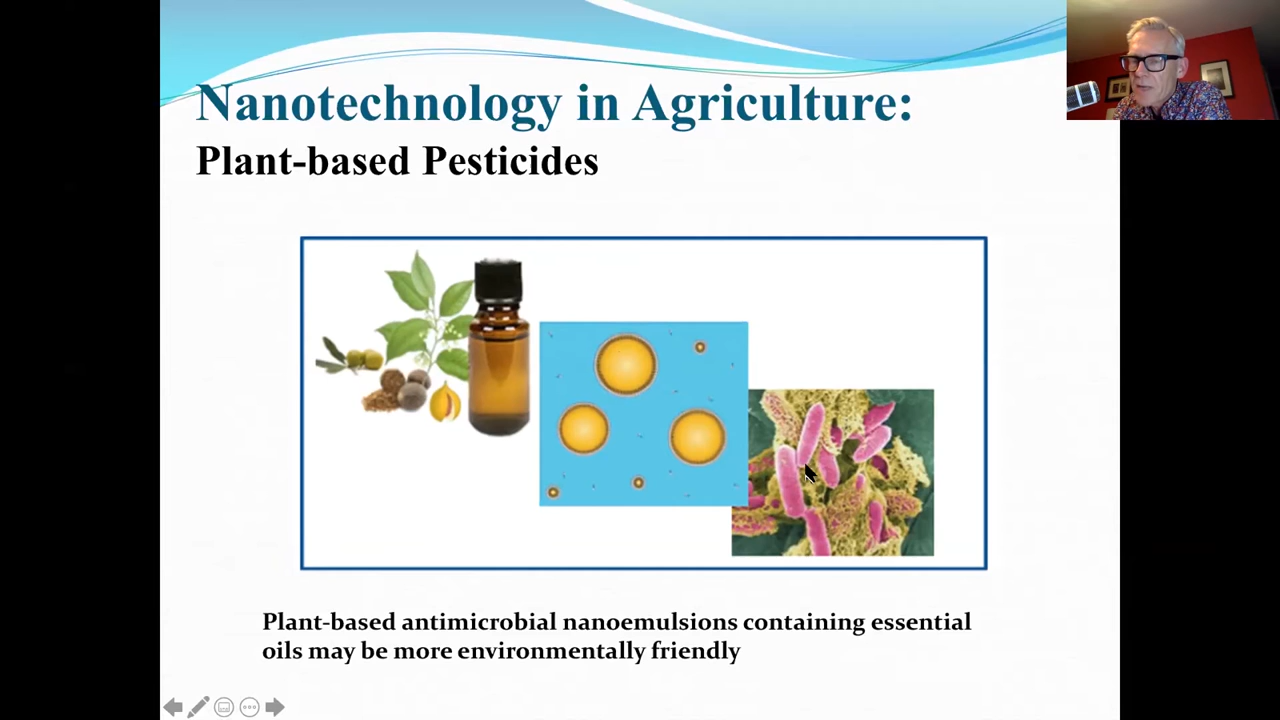 Nanotechnology in Agriculture:
Plant-based Pesticides
Plant-based antimicrobial nanoemulsions containing essential
oils may be more environmentally friendly